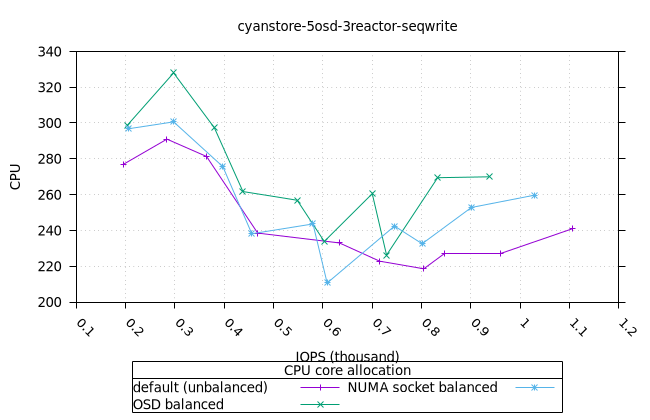 cyanstore-5osd-3reactor-seqwrite
340
320
300
280
260
240
220
200
CPU
0.1 0.2 0.3 0.4 0.5 0.6 0.7 0.8 0.9 1 1.1 1.2
IOPS (thousand)
CPU core allocation
default (unbalanced) NUMA socket balanced
OSD balanced